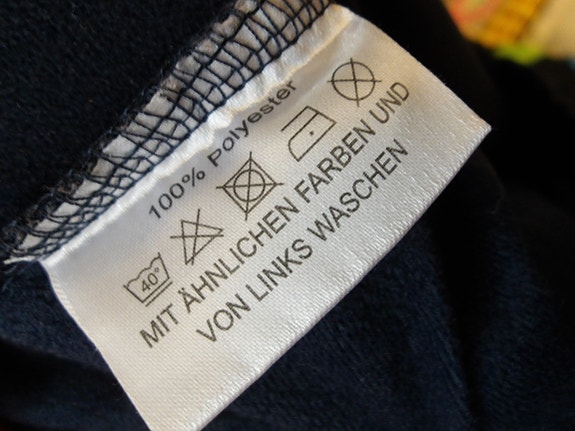 100% Polyester
40°
MIT ÄHNLICHEN FARBEN UND
VON LINKS WASCHEN